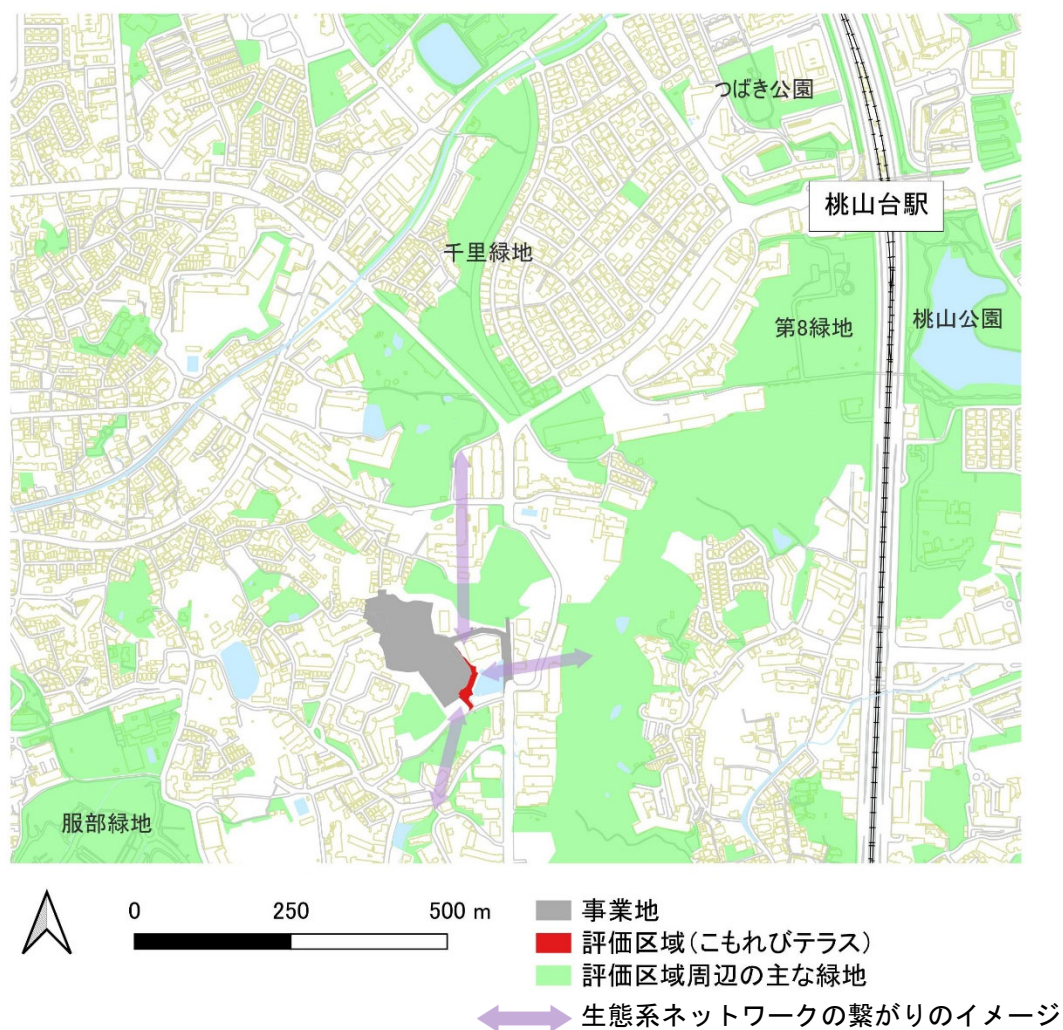 つばき公園
桃山台駅
千里緑地
第8緑地
桃山公園
服部緑地
0 250 500 m
事業地
評価区域(こもれびテラス)
評価区域周辺の主な緑地
生態系ネットワークの繋がりのイメージ